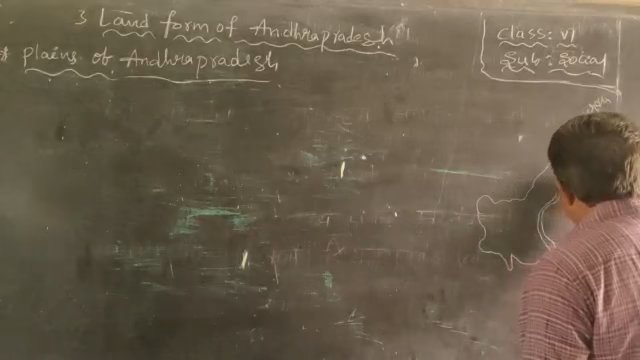 3 Land form of Andhrapradesh
* plains of Andhrapradesh
Class: VI
Sub: Social